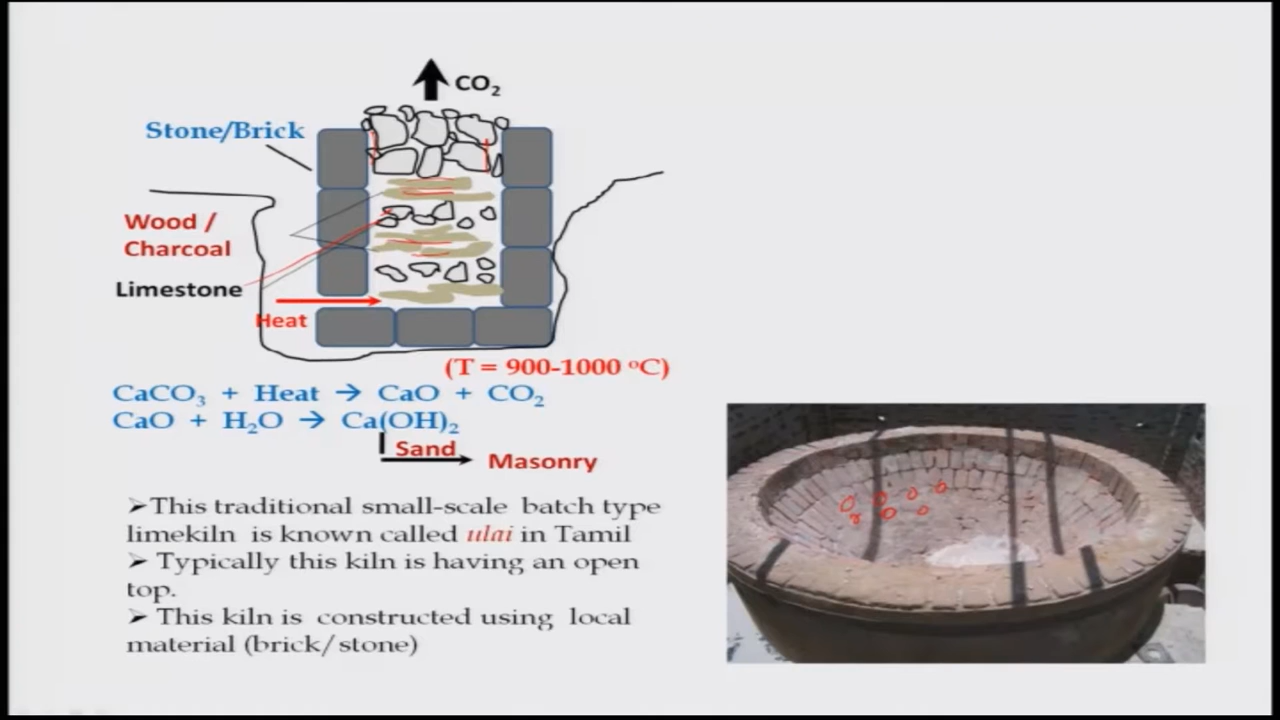 CO₂
Stone/Brick
Wood /
Charcoal
Limestone
Heat
(T = 900-1000 ºC)
CaCO₃ + Heat → CaO + CO₂
CaO + H₂O → Ca(OH)₂
Sand
Masonry
➢This traditional small-scale batch type
limekiln is known called ulai in Tamil
➢ Typically this kiln is having an open
top.
➢ This kiln is constructed using local
material (brick/stone)